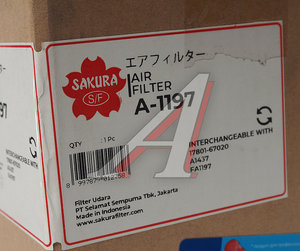 SAKURA
S/F
エアフィルター
AIR
FILTER
A-1197
QTY : 1 Pc
INTERCHANGEABLE WITH
17801-67020
A1437
FA1197
Filter Udara
PT Selamat Sempurna Tbk, Jakarta
Made in Indonesia
www.sakurafilter.com